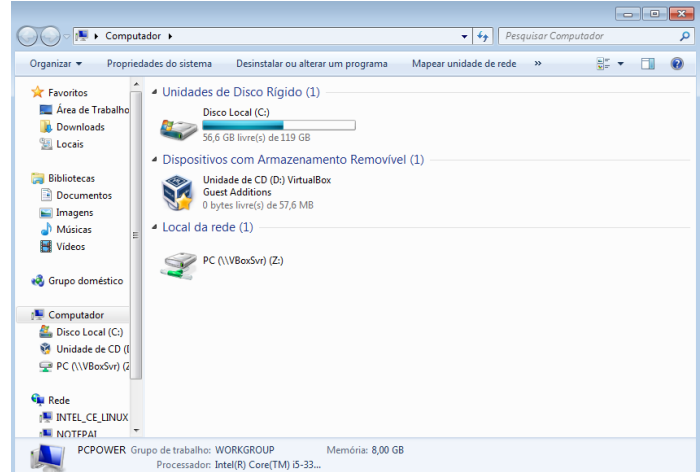 Computador
Pesquisar Computador
Organizar Propriedades do sistema Desinstalar ou alterar um programa Mapear unidade de rede »
Favoritos
Área de Trabalho
Downloads
Locais
Bibliotecas
Documentos
Imagens
Músicas
Vídeos
Grupo doméstico
Computador
Disco Local (C:)
Unidade de CD (
PC (\\VBoxSvr) (Z
Rede
INTEL_CE_LINUX
NOTEPAI
Unidades de Disco Rígido (1)
Disco Local (C:)
56,6 GB livre(s) de 119 GB
Dispositivos com Armazenamento Removível (1)
Unidade de CD (D:) VirtualBox
Guest Additions
0 bytes livre(s) de 57,6 MB
Local da rede (1)
PC (\\VBoxSvr) (Z:)
PCPOWER Grupo de trabalho: WORKGROUP Memória: 8,00 GB
Processador: Intel(R) Core(TM) i5-33...